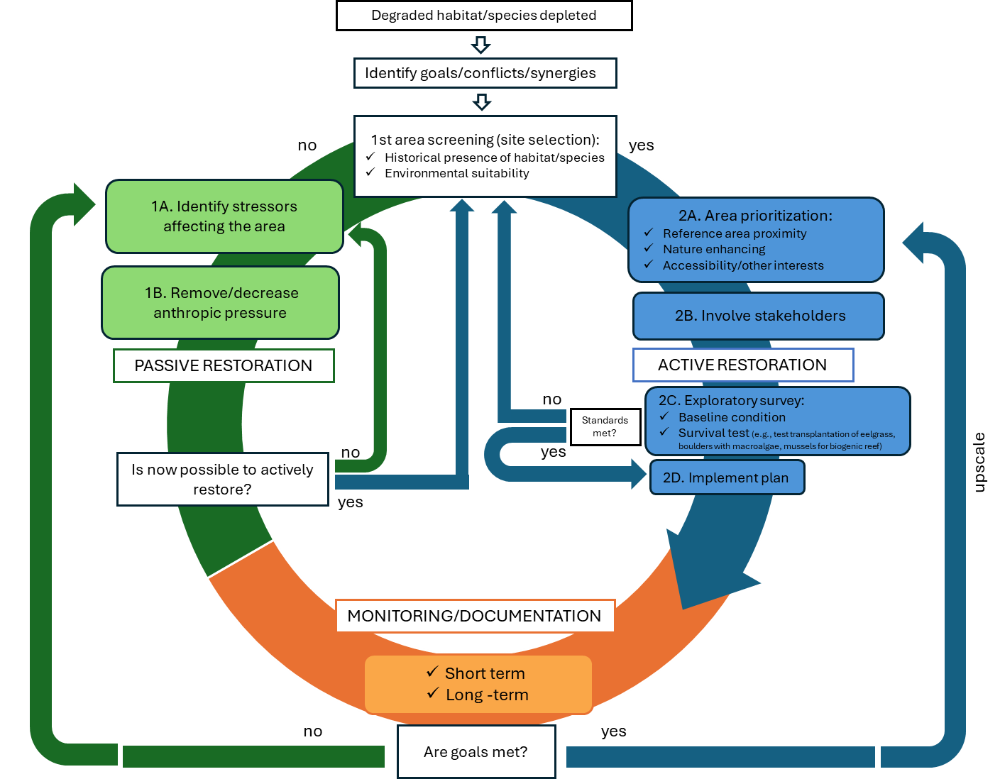 Degraded habitat/species depleted
Identify goals/conflicts/synergies
1st area screening (site selection):
✓ Historical presence of habitat/species
✓ Environmental suitability
no
yes
1A. Identify stressors
affecting the area
1B. Remove/decrease
anthropic pressure
PASSIVE RESTORATION
Is now possible to actively
restore?
no
yes
2A. Area prioritization:
✓ Reference area proximity
✓ Nature enhancing
✓ Accessibility/other interests
2B. Involve stakeholders
ACTIVE RESTORATION
2C. Exploratory survey:
✓ Baseline condition
✓ Survival test (e.g., test transplantation of eelgrass,
boulders with macroalgae, mussels for biogenic reef)
Standards
met?
no
yes
2D. Implement plan
upscale
MONITORING/DOCUMENTATION
✓ Short term
✓ Long -term
Are goals met?
no
yes